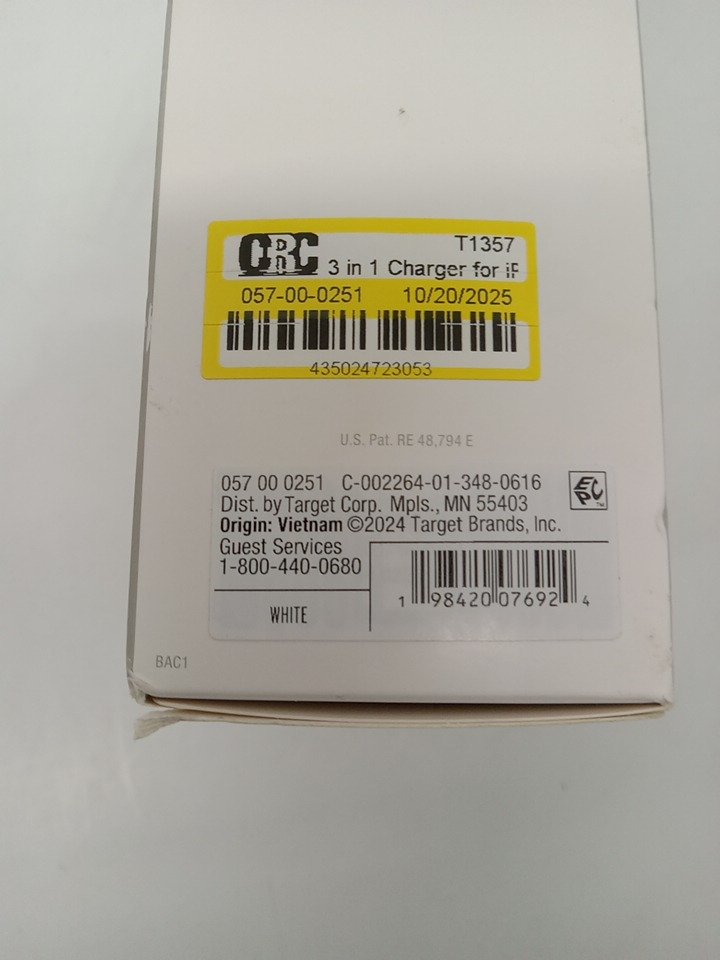 CRC
T1357
3 in 1 Charger for iP
057-00-0251 10/20/2025
435024723053
U.S. Pat. RE 48,794 E
057 00 0251 C-002264-01-348-0616
Dist. by Target Corp. Mpls., MN 55403
Origin: Vietnam ©2024 Target Brands, Inc.
Guest Services
1-800-440-0680
EPC™
1 98420 07692 4
WHITE
BAC1